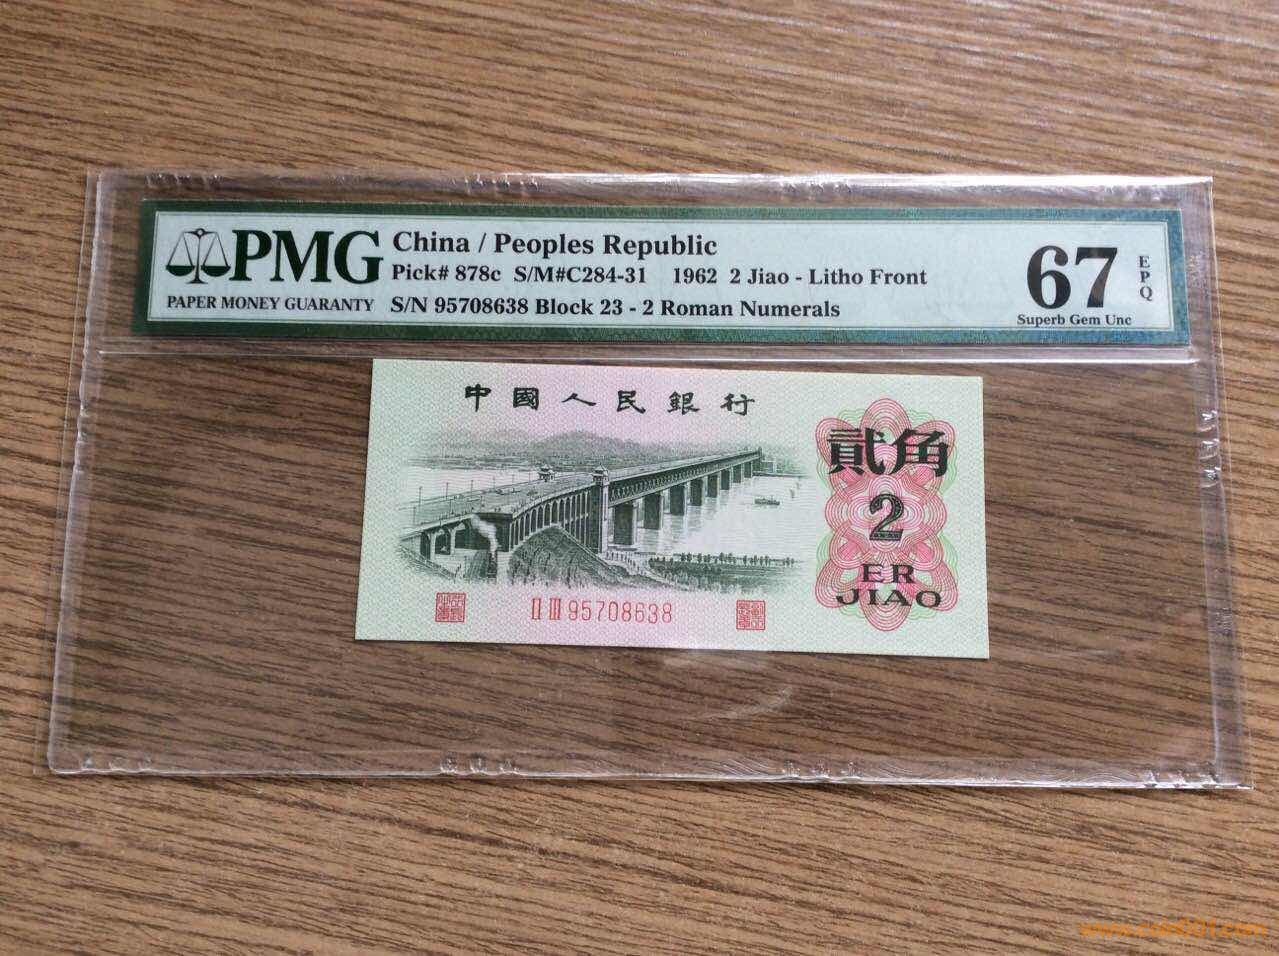 PMG
PAPER MONEY GUARANTY
China / Peoples Republic
Pick# 878c S/M#C284-31 1962 2 Jiao - Litho Front
S/N 95708638 Block 23 - 2 Roman Numerals
67
EPQ
Superb Gem Unc
中國人民銀行
貳角
2
ER
JIAO
II III 95708638